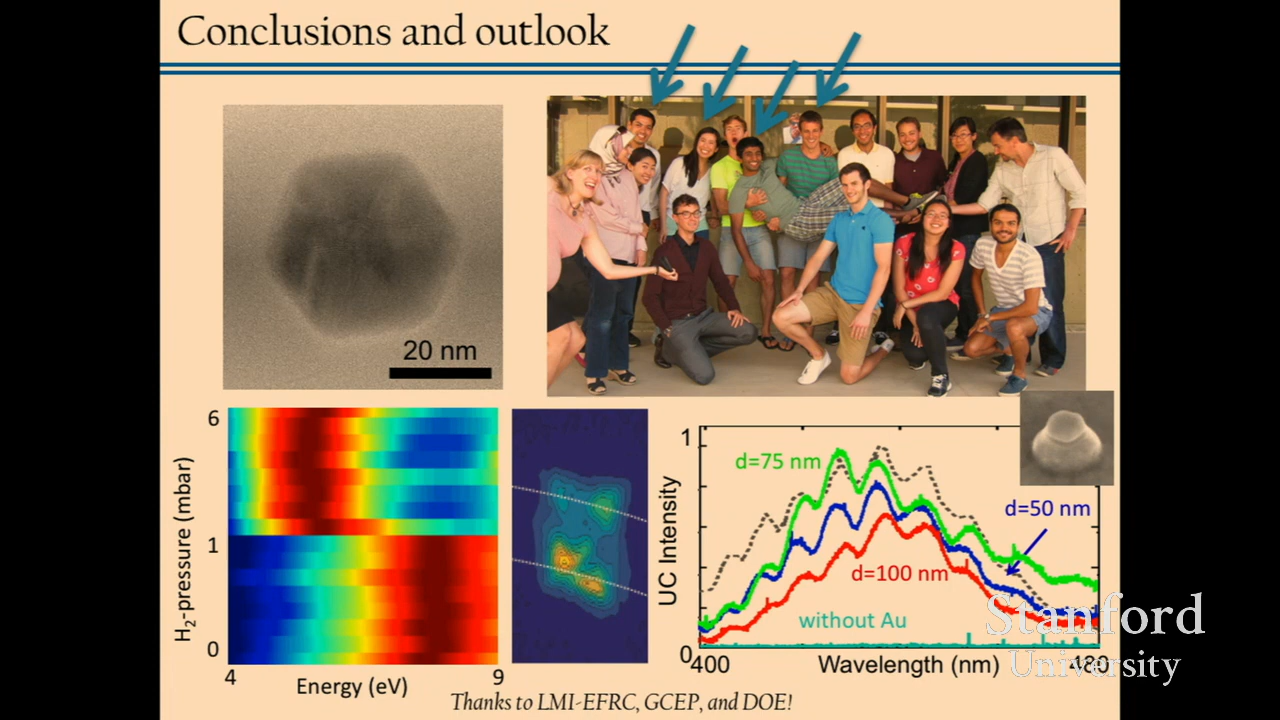 Conclusions and outlook
20 nm
6
1
0
H2-pressure (mbar)
4
9
Energy (eV)
1
0
UC Intensity
d=75 nm
d=50 nm
d=100 nm
without Au
400
480
Wavelength (nm)
Stanford
University
Thanks to LMI-EFRC, GCEP, and DOE!